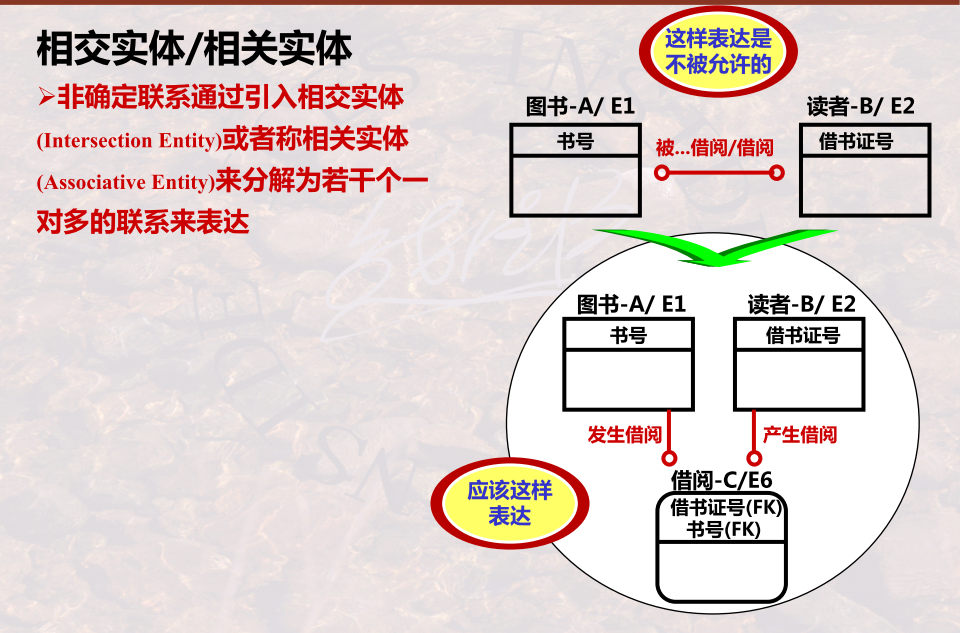 相交实体/相关实体
➢非确定联系通过引入相交实体
(Intersection Entity)或者称相关实体
(Associative Entity)来分解为若干个一
对多的联系来表达
这样表达是
不被允许的
图书-A/ E1
读者-B/ E2
书号
被...借阅/借阅
借书证号
图书-A/ E1
读者-B/ E2
书号
借书证号
发生借阅
产生借阅
应该这样
表达
借阅-C/E6
借书证号(FK)
书号(FK)